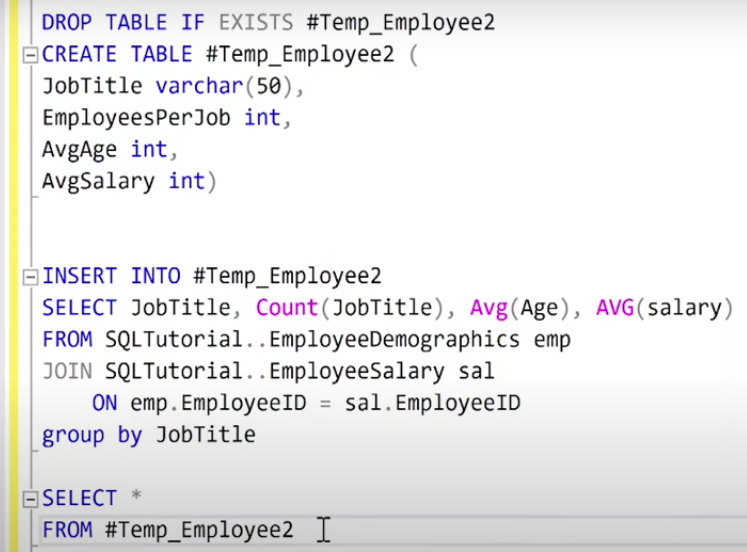 DROP TABLE IF EXISTS #Temp_Employee2
CREATE TABLE #Temp_Employee2 (
JobTitle varchar(50),
EmployeesPerJob int,
AvgAge int,
AvgSalary int)
INSERT INTO #Temp_Employee2
SELECT JobTitle, Count(JobTitle), Avg(Age), AVG(salary)
FROM SQLTutorial..EmployeeDemographics emp
JOIN SQLTutorial..EmployeeSalary sal
ON emp.EmployeeID = sal.EmployeeID
group by JobTitle
SELECT *
FROM #Temp_Employee2